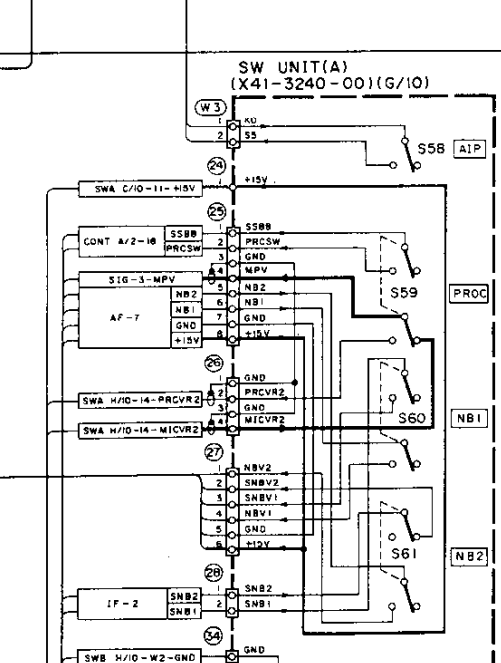 SW UNIT(A)
(X41-3240-00)(G/10)
W3
1 KO
2 S5
S58 AIP
24
SWA C/10-11-+15V 1 +15V
25
CONT A/2-18
SSBB 1 SSBB
PRCSW 2 PRCSW
3 GND
SIG-3-MPV 4 MPV
S59
PROC
AF-7
NB2 5 NB2
NB1 6 NB1
GND 7 GND
+15V 8 +15V
26
1 GND
SWA H/10-14-PRCVR2 2 PRCVR2
3 GND
SWA H/10-14-MICVR2 4 MICVR2
S60
NB1
27
1 NBV2
2 SNBV2
3 SNBV1
4 NBV1
5 GND
6 +15V
S61
NB2
28
IF-2
SNB2 1 SNB2
SNB1 2 SNB1
34
SWB H/10-W2-GND GND